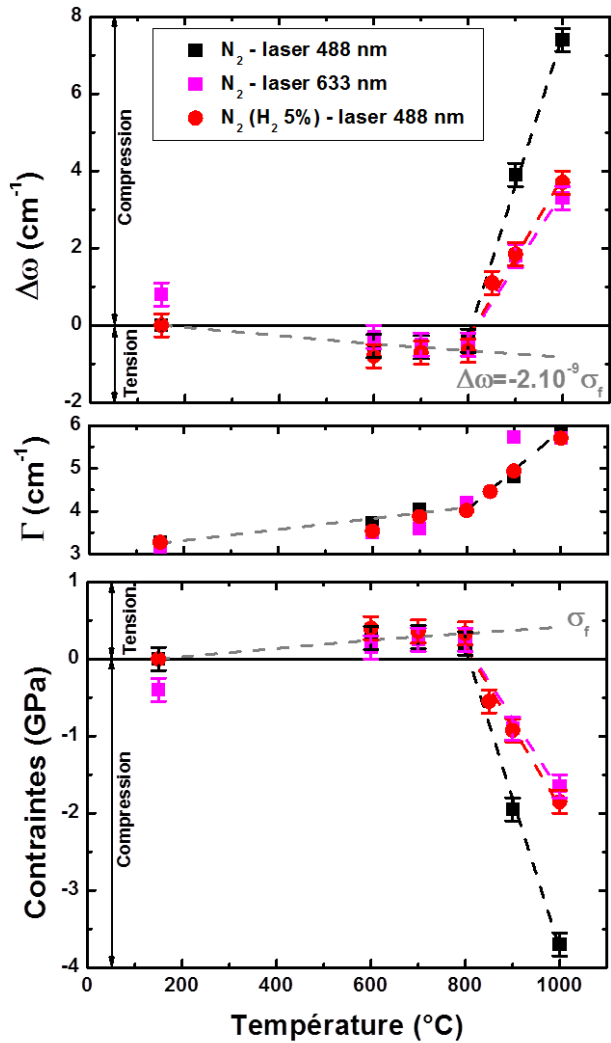 8
6
4
2
0
-2
Δω (cm⁻¹)
Compression
Tension
N₂ - laser 488 nm
N₂ - laser 633 nm
N₂ (H₂ 5%) - laser 488 nm
Δω=-2.10⁻⁹σ_f
6
5
4
3
Γ (cm⁻¹)
1
0
-1
-2
-3
-4
Contraintes (GPa)
Tension
Compression
σ_f
0 200 400 600 800 1000
Température (°C)